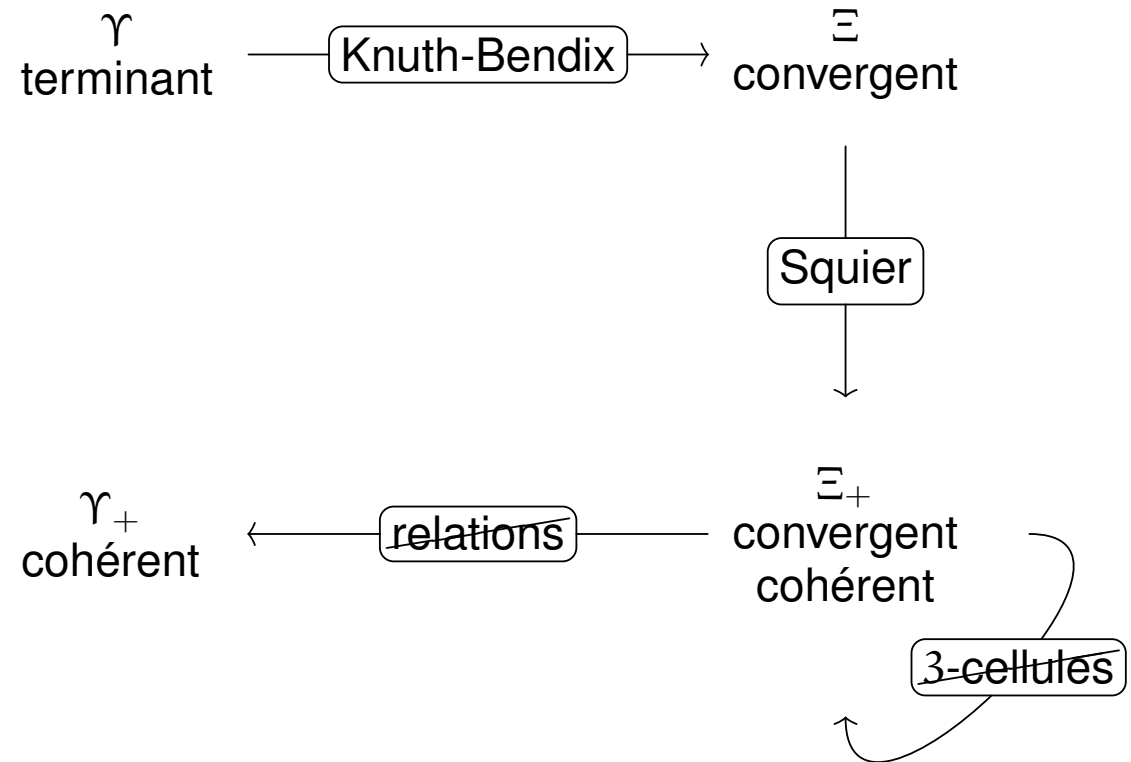 ϒ
terminant
Knuth-Bendix
Ξ
convergent
Squier
ϒ₊
cohérent
relations
Ξ₊
convergent
cohérent
3-cellules